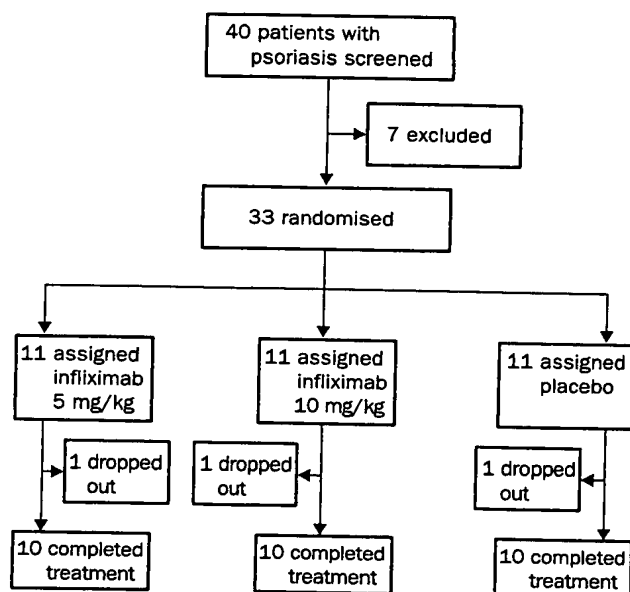 40 patients with
psoriasis screened
7 excluded
33 randomised
11 assigned
infliximab
5 mg/kg
11 assigned
infliximab
10 mg/kg
11 assigned
placebo
1 dropped
out
1 dropped
out
1 dropped
out
10 completed
treatment
10 completed
treatment
10 completed
treatment